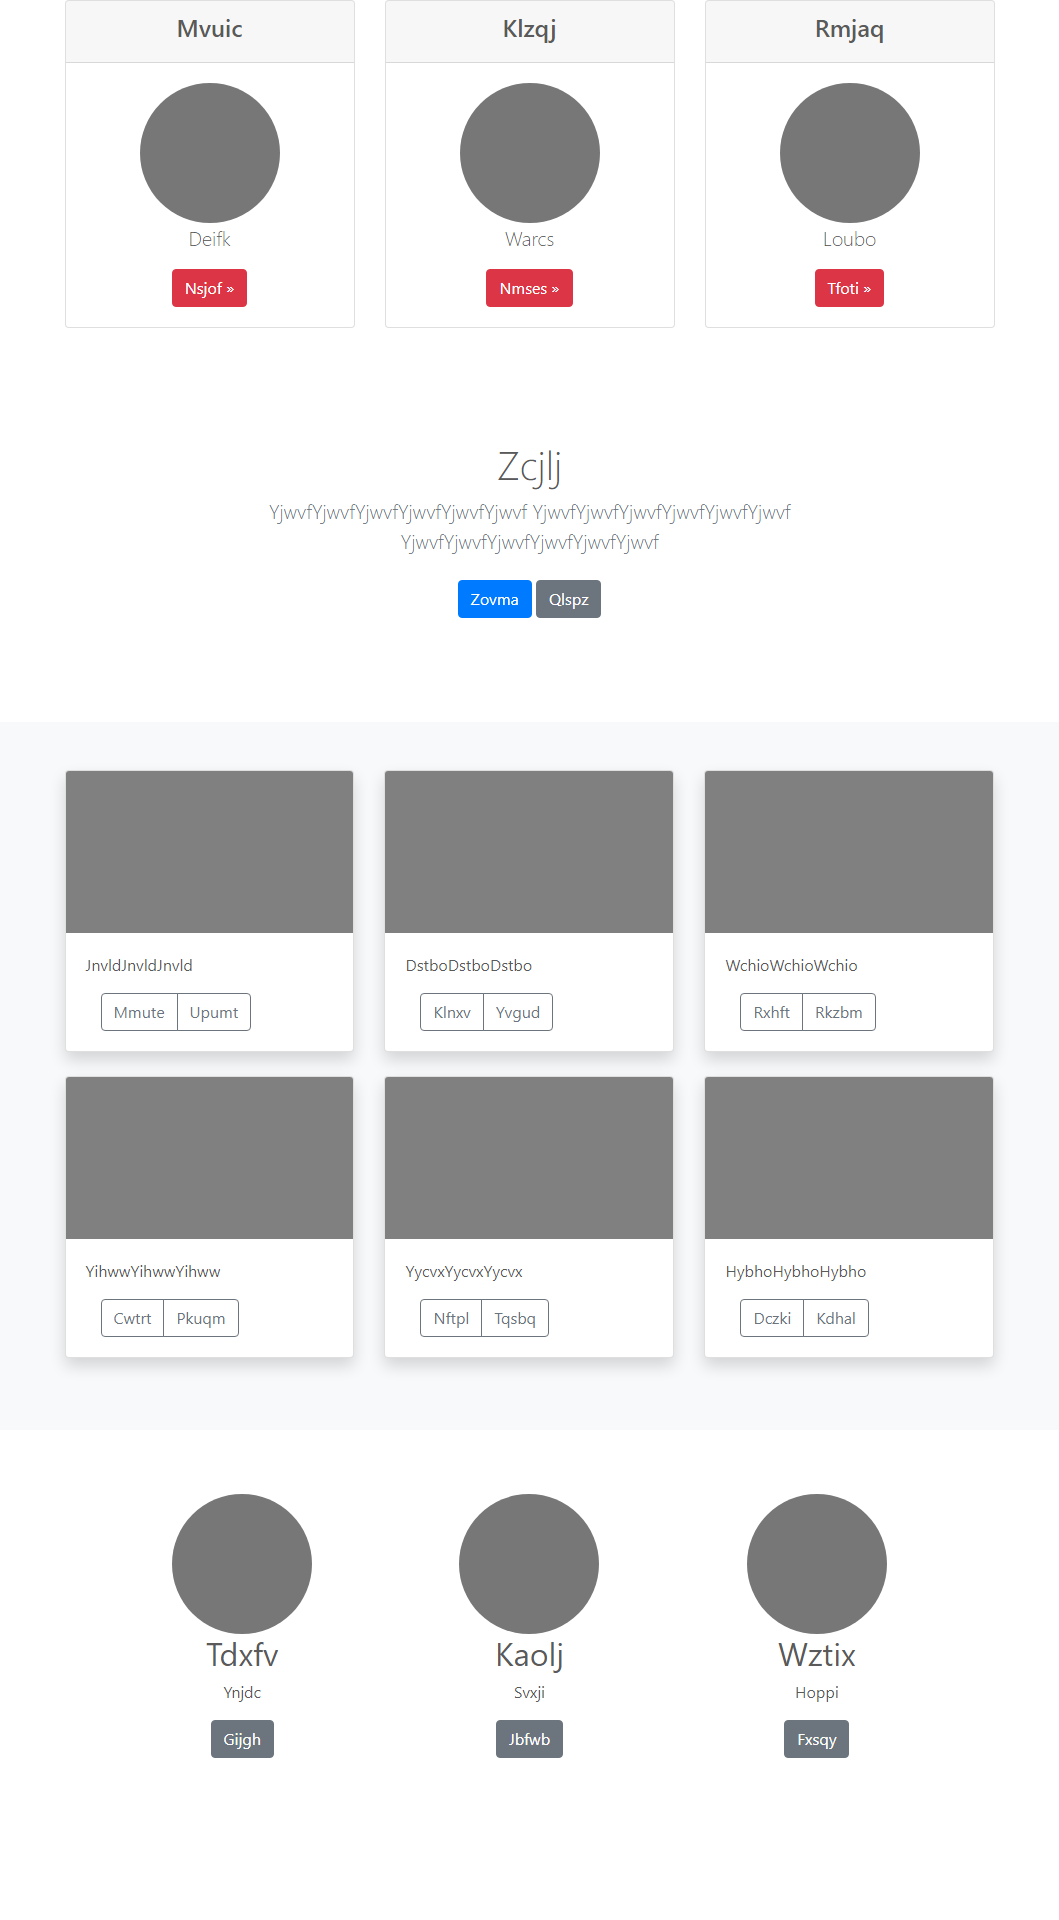 Mvuic
Klzqj
Rmjaq
Deifk
Warcs
Loubo
Nsjof »
Nmses »
Tfoti »
Zcjlj
YjwvfYjwvfYjwvfYjwvfYjwvfYjwvf YjwvfYjwvfYjwvfYjwvfYjwvfYjwvf
YjwvfYjwvfYjwvfYjwvfYjwvfYjwvf
Zovma Qlspz
JnvldJnvldJnvld
DstboDstboDstbo
WchioWchioWchio
Mmute Upumt
Klnxv Yvgud
Rxhft Rkzbm
YihwwYihwwYihww
YycvxYycvxYycvx
HybhoHybhoHybho
Cwtrt Pkuqm
Nftpl Tqsbq
Dczki Kdhal
Tdxfv
Kaolj
Wztix
Ynjdc
Svxji
Hoppi
Gijgh
Jbfwb
Fxsqy